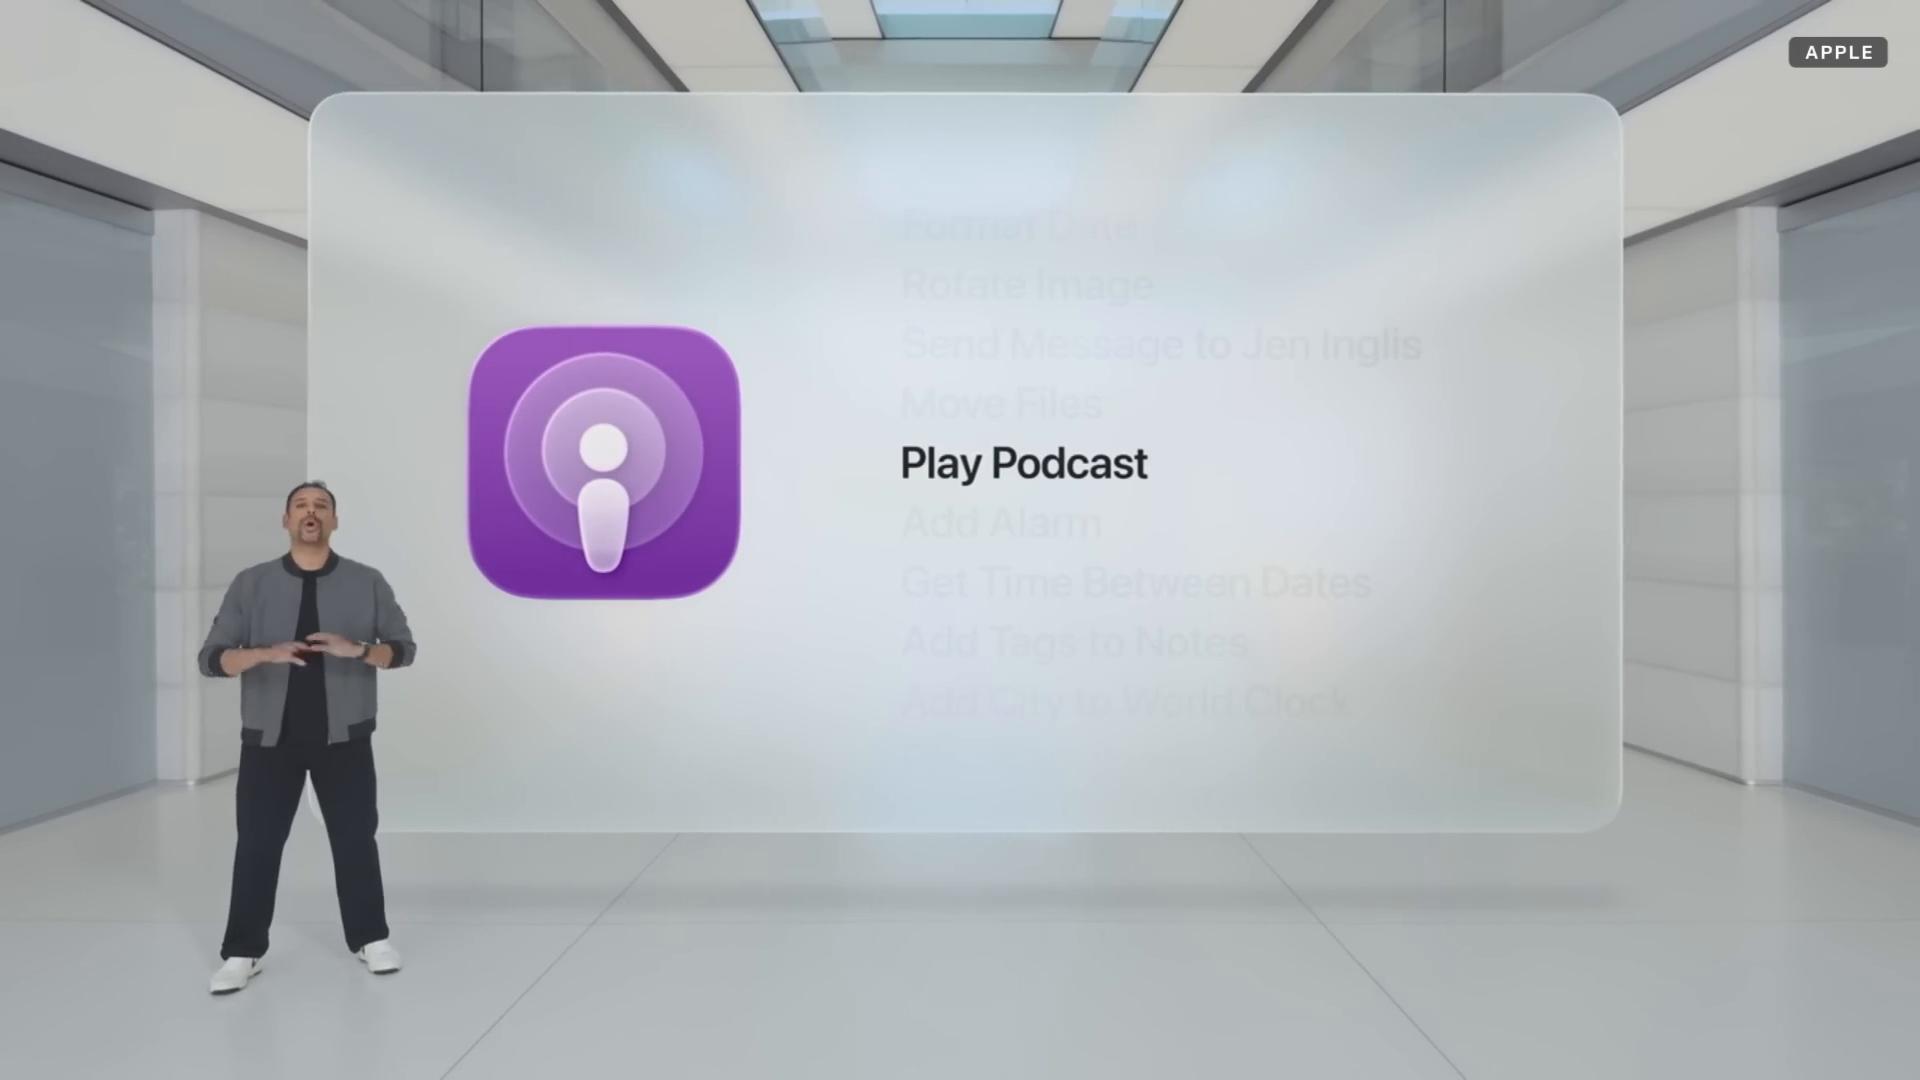 APPLE
Format Date
Rotate Image
Send Message to Jen Inglis
Move Files
Play Podcast
Add Alarm
Get Time Between Dates
Add Tags to Notes
Add City to World Clock